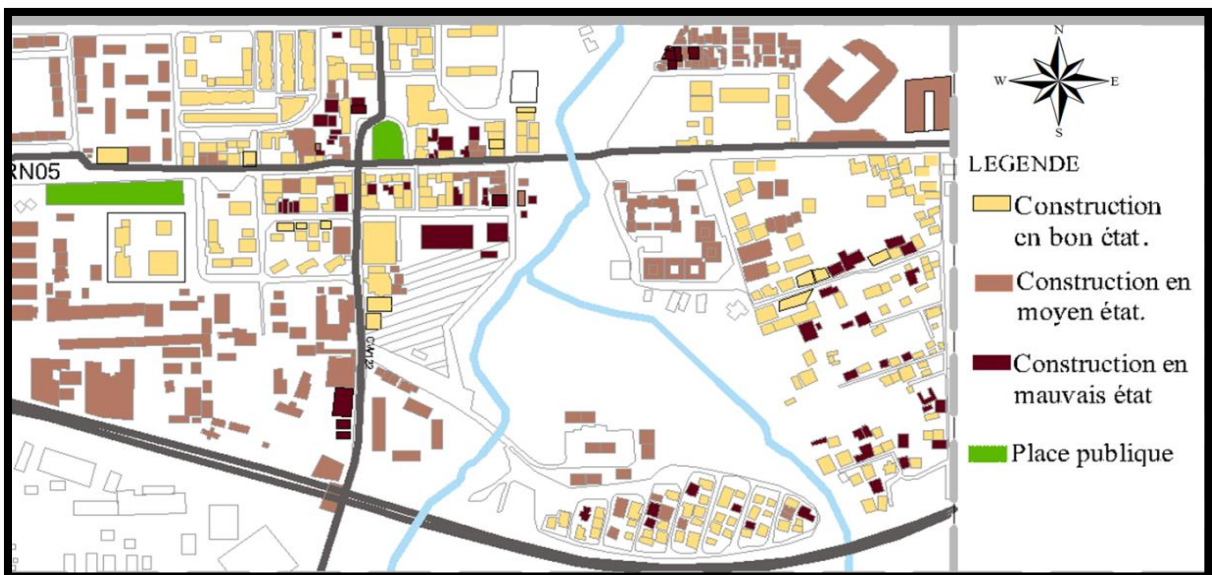 N
W E
S
RN05
LEGENDE
Construction
en bon état.
Construction en
moyen état.
CW122
Construction en
mauvais état
Place publique